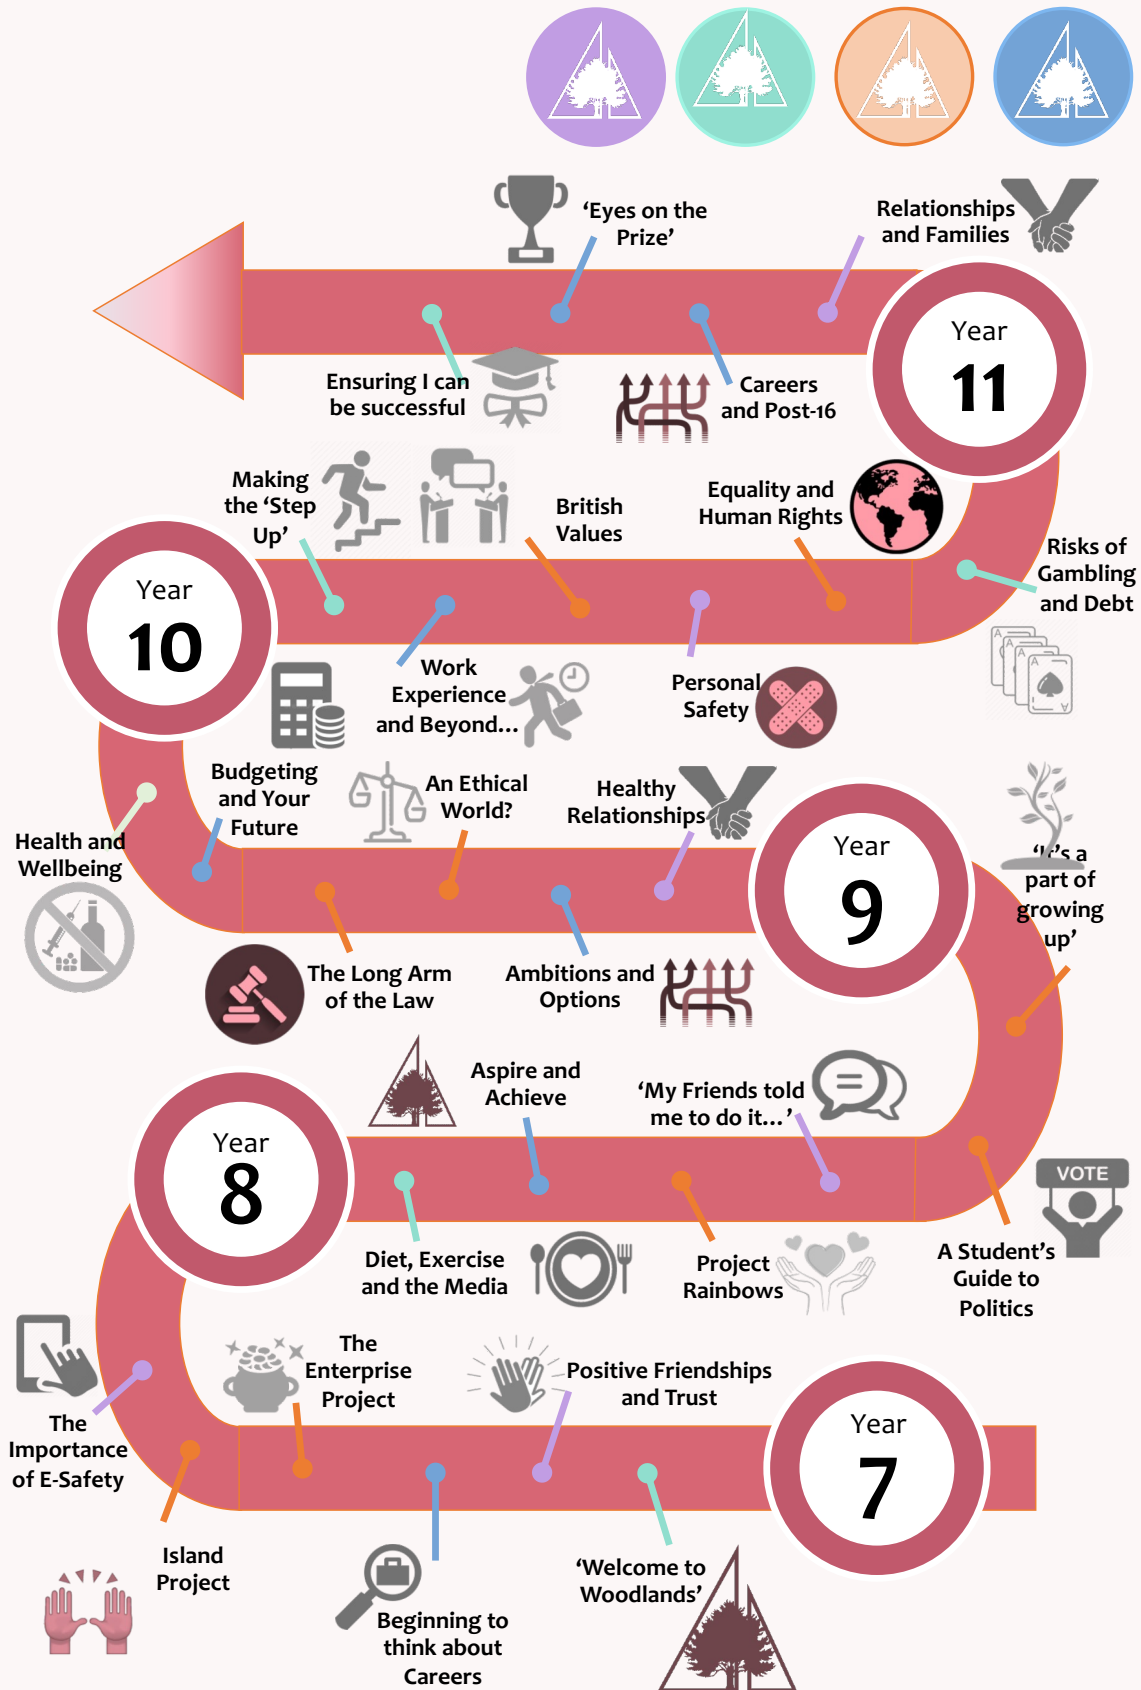 ‘Eyes on the
Prize’
Relationships
and Families
Year
11
Ensuring I can
be successful
Careers
and Post-16
Making
the ‘Step
Up’
British
Values
Equality and
Human Rights
Risks of
Gambling
and Debt
Year
10
Work
Experience
and Beyond...
Personal
Safety
A
A
A
A
A
Health and
Wellbeing
Budgeting
and Your
Future
An Ethical
World?
Healthy
Relationships
Year
9
‘It’s a
part of
growing
up’
The Long Arm
of the Law
Ambitions and
Options
Aspire and
Achieve
‘My Friends told
me to do it...’
Year
8
VOTE
Diet, Exercise
and the Media
Project
Rainbows
A Student’s
Guide to
Politics
The
Importance
of E-Safety
The
Enterprise
Project
Positive Friendships
and Trust
Year
7
Island
Project
Beginning to
think about
Careers
‘Welcome to
Woodlands’